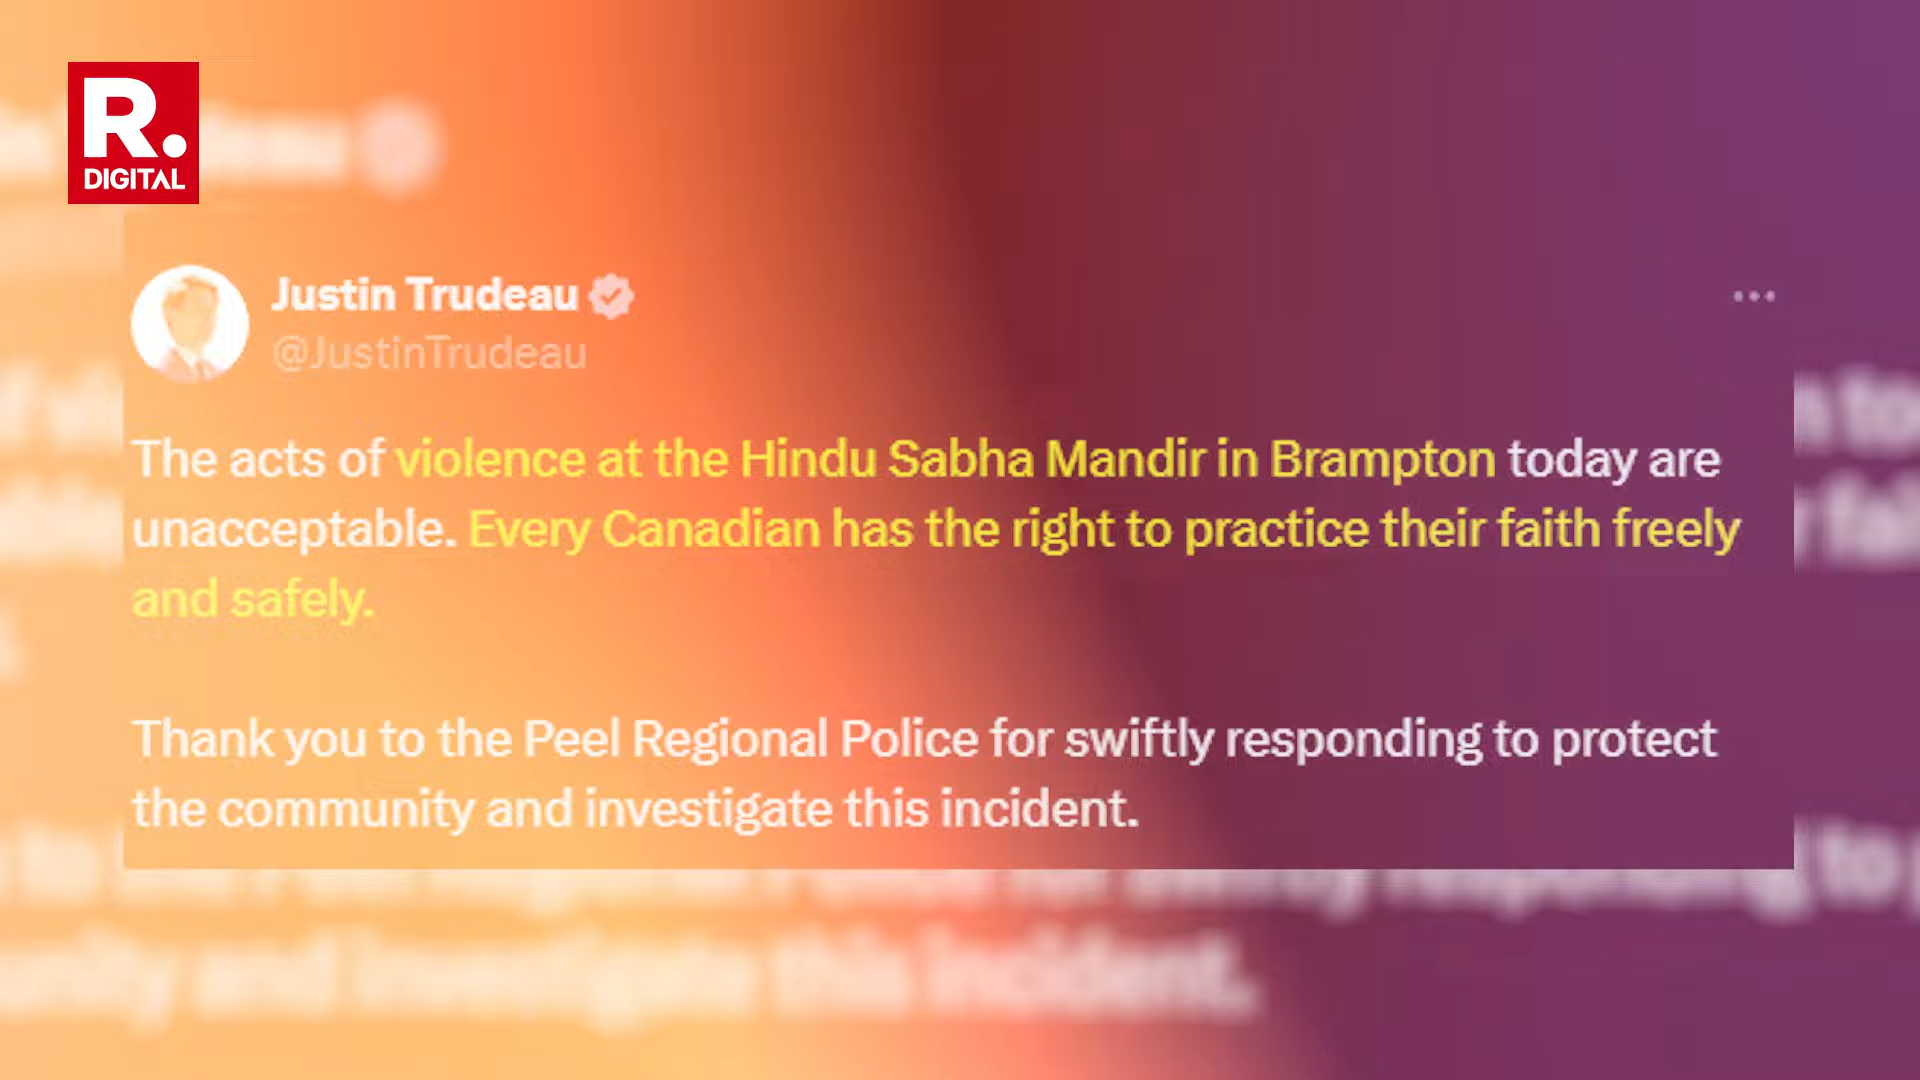 R.
DIGITAL
Justin Trudeau
@JustinTrudeau
The acts of violence at the Hindu Sabha Mandir in Brampton today are
unacceptable. Every Canadian has the right to practice their faith freely
and safely.
Thank you to the Peel Regional Police for swiftly responding to protect
the community and investigate this incident.